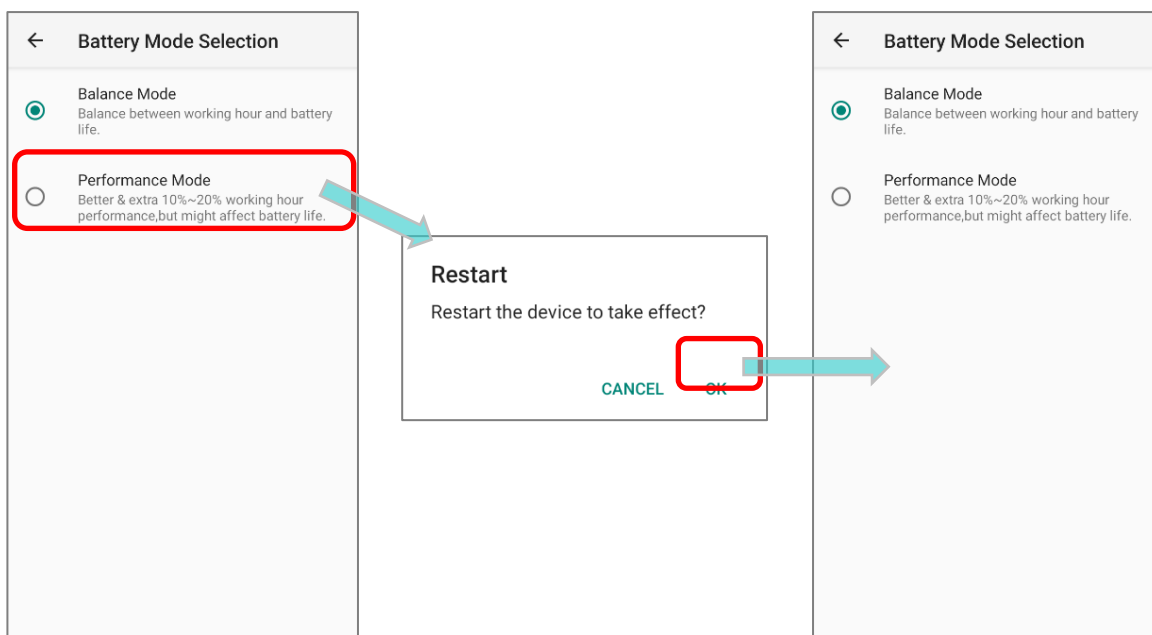 Battery Mode Selection
Balance Mode
Balance between working hour and battery
life.
Performance Mode
Better & extra 10%~20% working hour
performance,but might affect battery life.
Restart
Restart the device to take effect?
CANCEL OK
Battery Mode Selection
Balance Mode
Balance between working hour and battery
life.
Performance Mode
Better & extra 10%~20% working hour
performance,but might affect battery life.